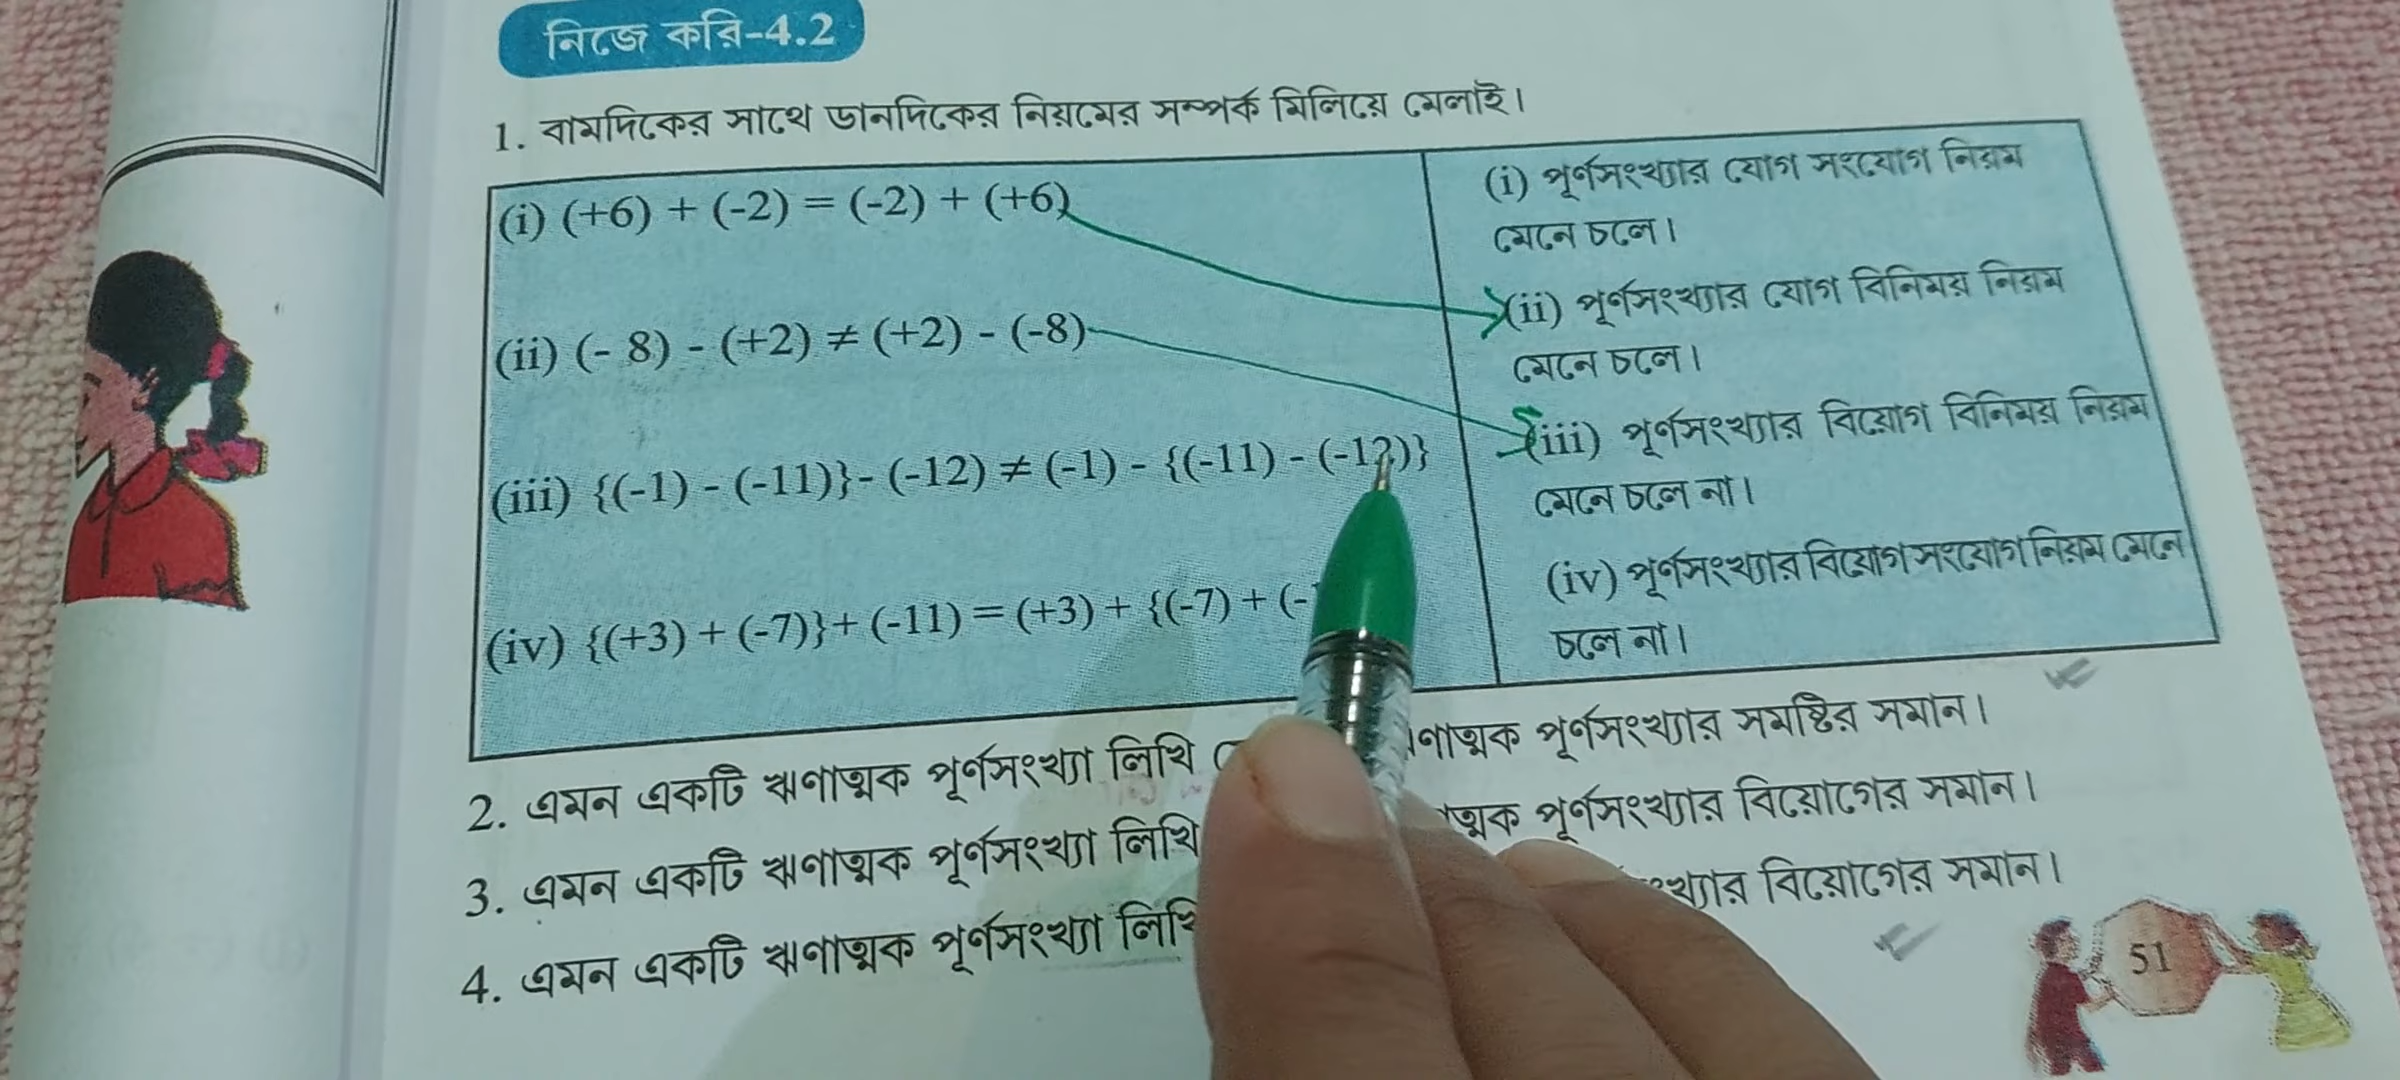 নিজে করি-4.2
1. বামদিকের সাথে ডানদিকের নিয়মের সম্পর্ক মিলিয়ে মেলাই।
(i) (+6) + (-2) = (-2) + (+6)
(i) পূর্ণসংখ্যার যোগ সংযোগ নিয়ম
মেনে চলে।
(ii) (- 8) - (+2) ≠ (+2) - (-8)
(ii) পূর্ণসংখ্যার যোগ বিনিময় নিয়ম
মেনে চলে।
(iii) {(-1) - (-11)} - (-12) ≠ (-1) - {(-11) - (-12)}
(iii) পূর্ণসংখ্যার বিয়োগ বিনিময় নিয়ম
মেনে চলে না।
(iv) {(+3) + (-7)} + (-11) = (+3) + {(-7) + (-
(iv) পূর্ণসংখ্যার বিয়োগ সংযোগ নিয়ম মেনে
চলে না।
2. এমন একটি ঋণাত্মক পূর্ণসংখ্যা লিখি পূর্ণসংখ্যার সমষ্টির সমান।
3. এমন একটি ঋণাত্মক পূর্ণসংখ্যা লিখি পূর্ণসংখ্যার বিয়োগের সমান।
4. এমন একটি ঋণাত্মক পূর্ণসংখ্যা বিয়োগের সমান।
51